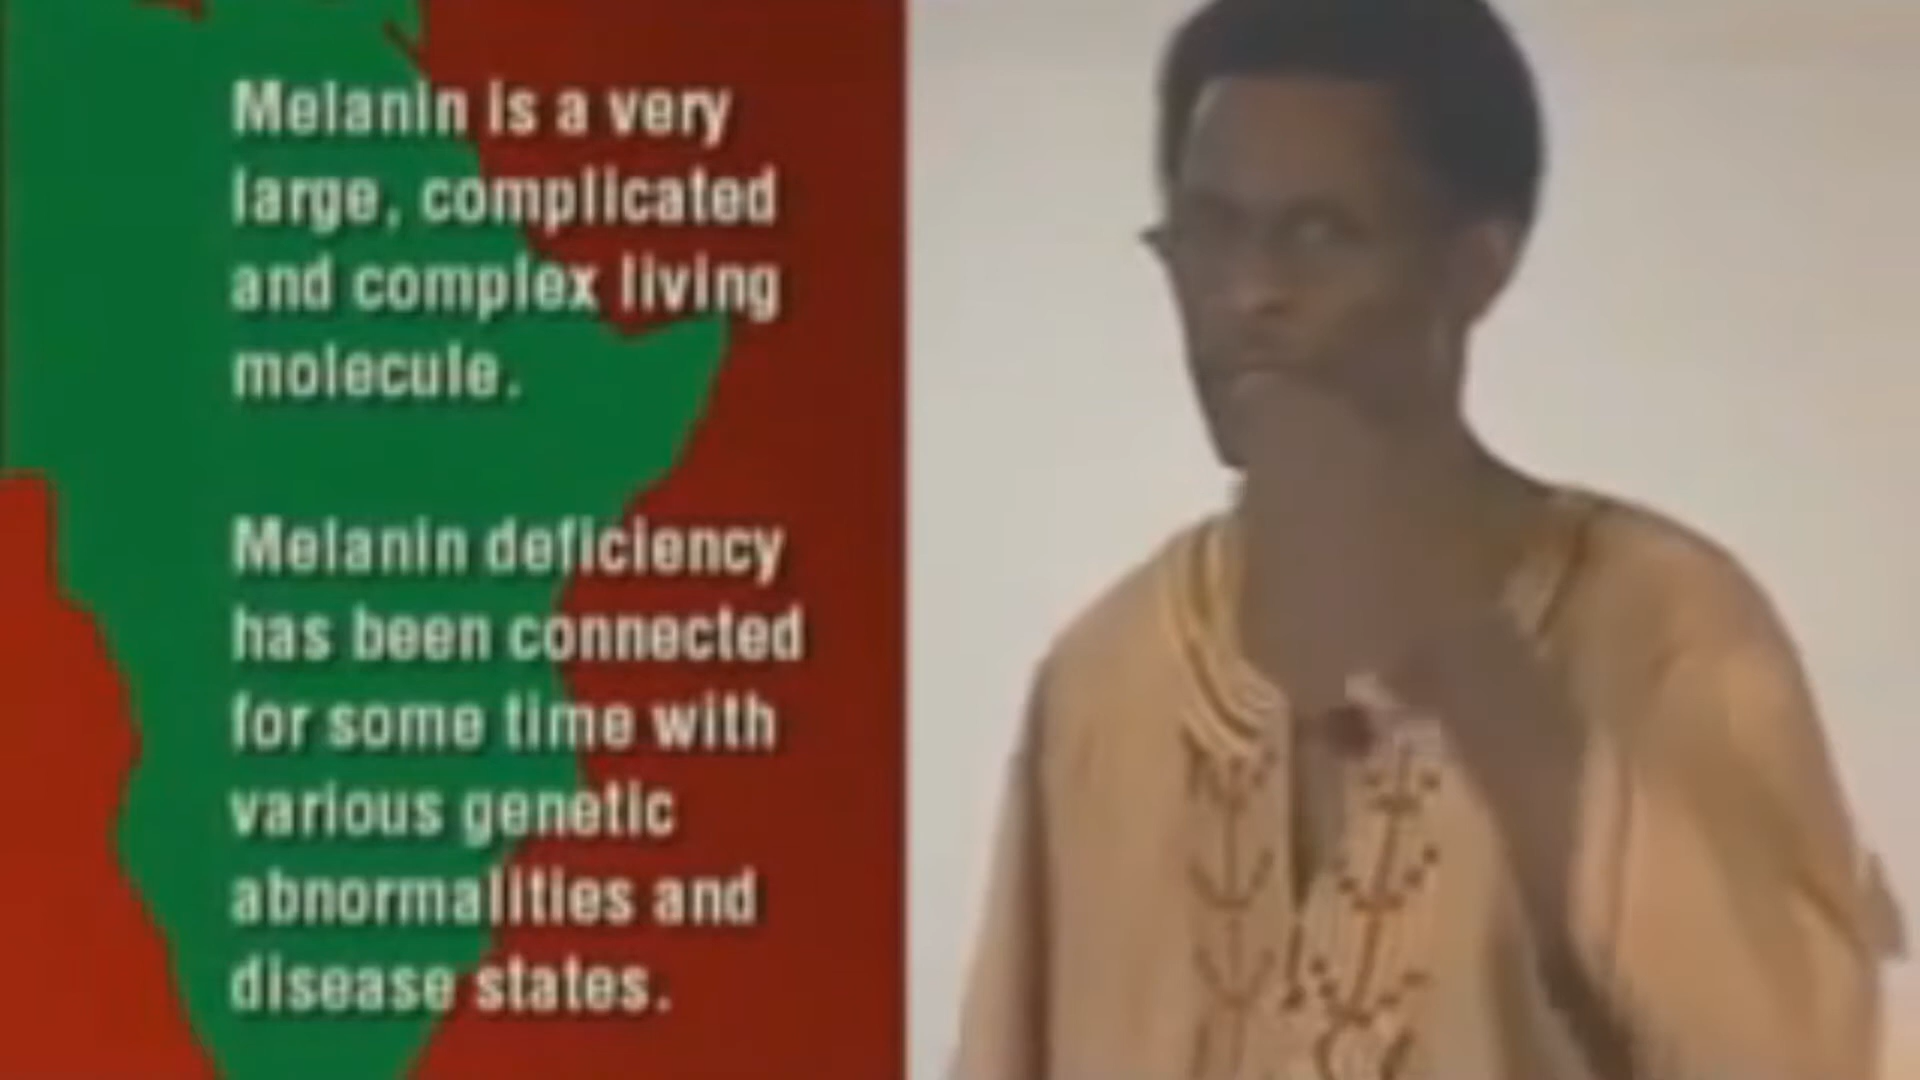 Melanin is a very
large, complicated
and complex living
molecule.
Melanin deficiency
has been connected
for some time with
various genetic
abnormalities and
disease states.